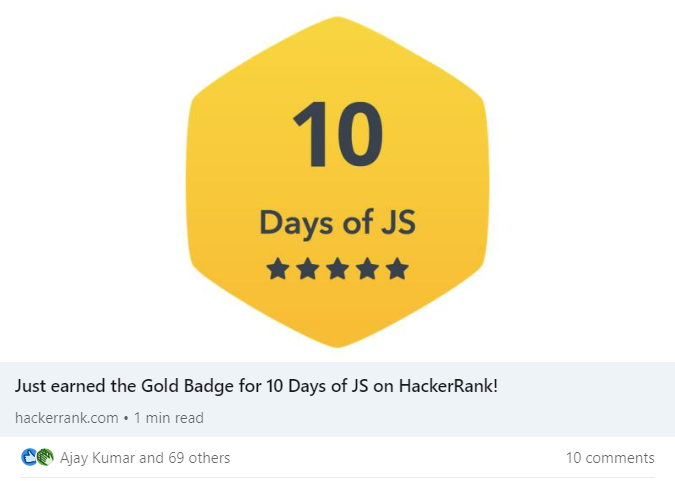 10
Days of JS
Just earned the Gold Badge for 10 Days of JS on HackerRank!
hackerrank.com • 1 min read
Ajay Kumar and 69 others
10 comments